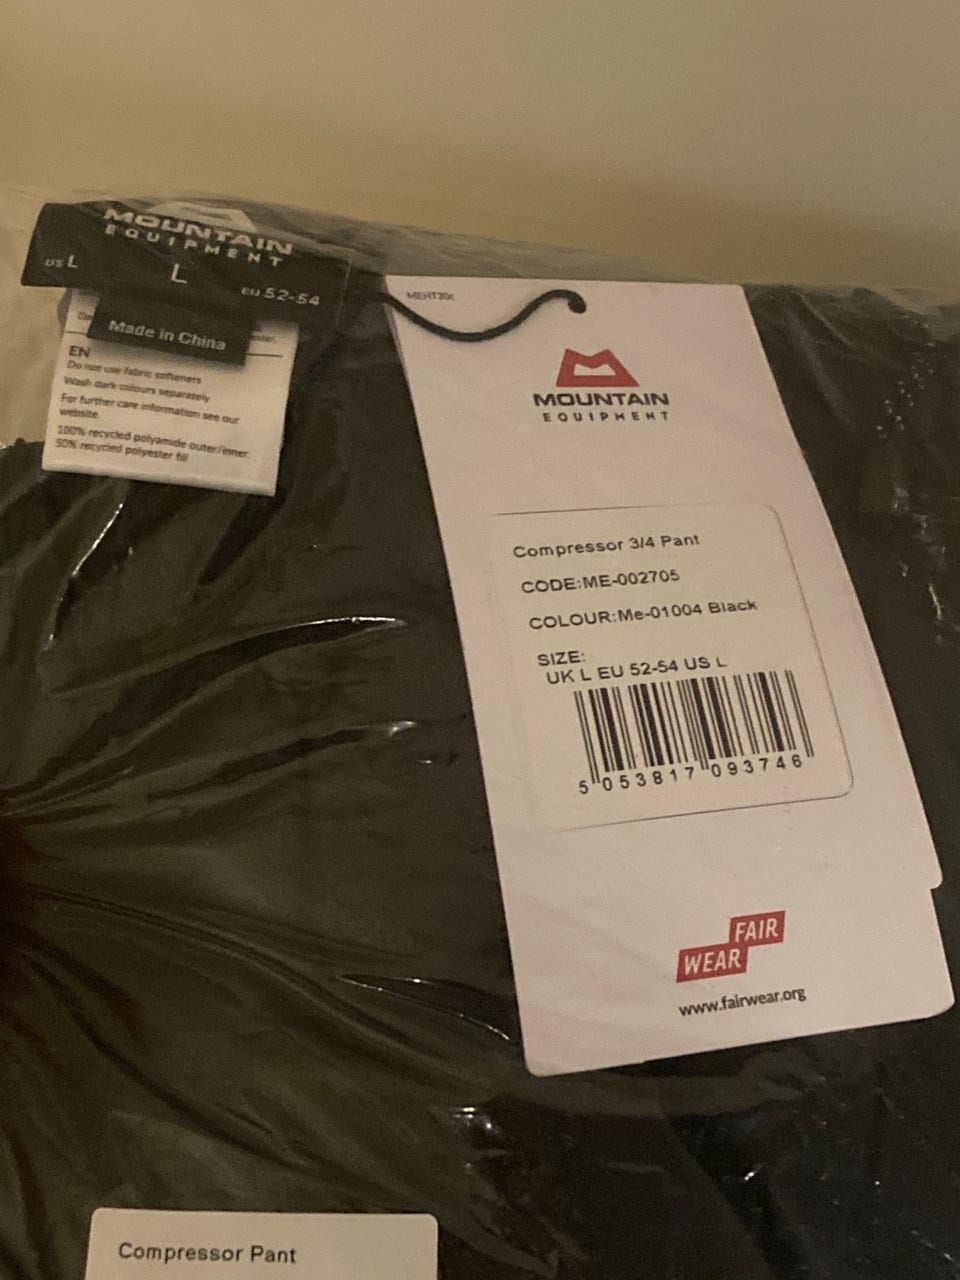 MOUNTAIN
EQUIPMENT
US L
L
EU 52-54
Made in China
EN
Do not use fabric softeners
Wash dark colours separately
For further care information see our
website.
100% recycled polyamide outer/inner.
50% recycled polyester fill
MOUNTAIN
EQUIPMENT
Compressor 3/4 Pant
CODE:ME-002705
COLOUR:Me-01004 Black
SIZE:
UK L EU 52-54 US L
5 053817 093746
FAIR
WEAR
www.fairwear.org
Compressor Pant